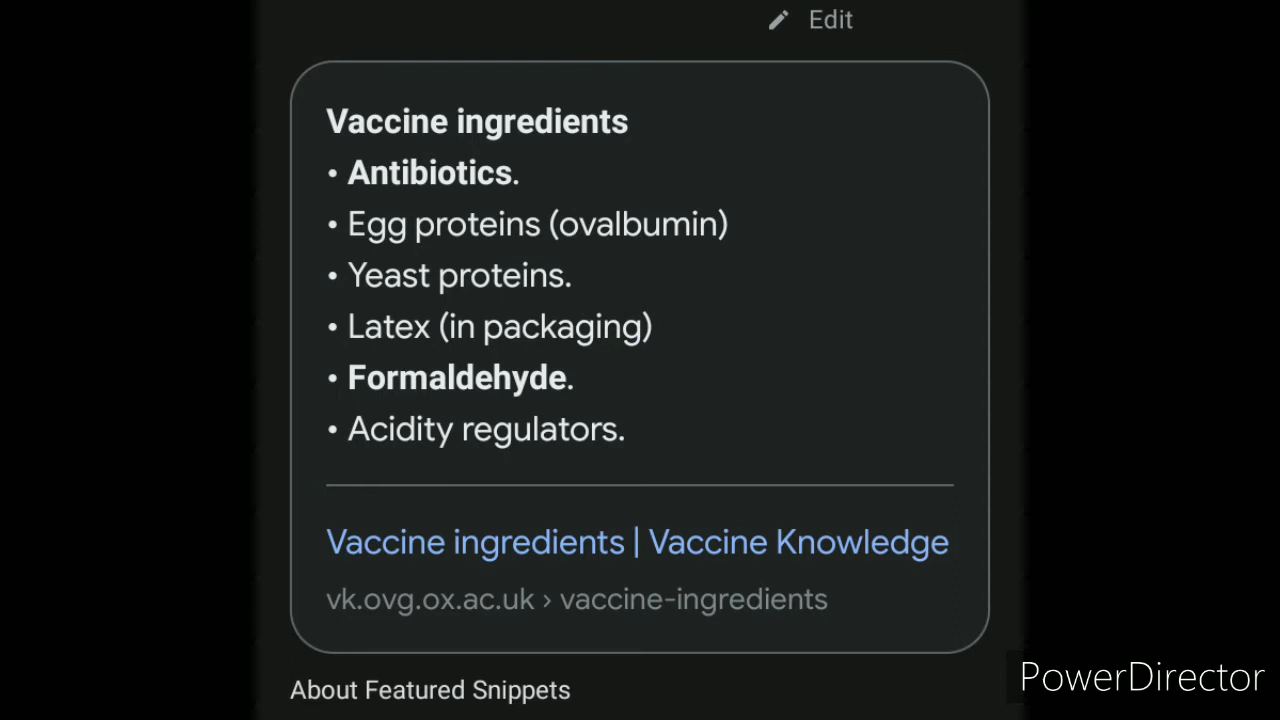 Edit
Vaccine ingredients
• Antibiotics.
• Egg proteins (ovalbumin)
• Yeast proteins.
• Latex (in packaging)
• Formaldehyde.
• Acidity regulators.
Vaccine ingredients | Vaccine Knowledge
vk.ovg.ox.ac.uk › vaccine-ingredients
About Featured Snippets
PowerDirector